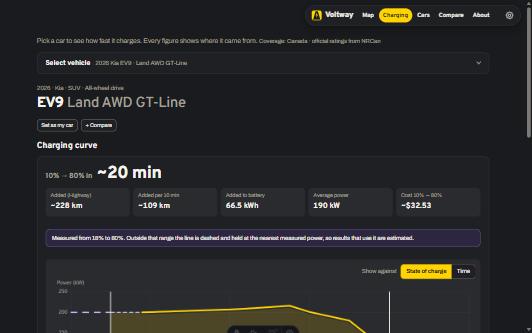 Voltway
Map
Charging
Cars
Compare
About
Pick a car to see how fast it charges. Every figure shows where it came from. Coverage: Canada · official ratings from NRCan
Select vehicle 2026 Kia EV9 · Land AWD GT-Line
2026 · Kia · SUV · All-wheel drive
EV9 Land AWD GT-Line
Set as my car
+ Compare
Charging curve
10% → 80% in ~20 min
Added (Highway)
~228 km
Added per 10 min
~109 km
Added to battery
66.5 kWh
Average power
190 kW
Cost 10% → 80%
~$32.53
Measured from 18% to 80%. Outside that range the line is dashed and held at the nearest measured power, so results that use it are estimated.
Show against
State of charge
Time
Power (kW)
250
200